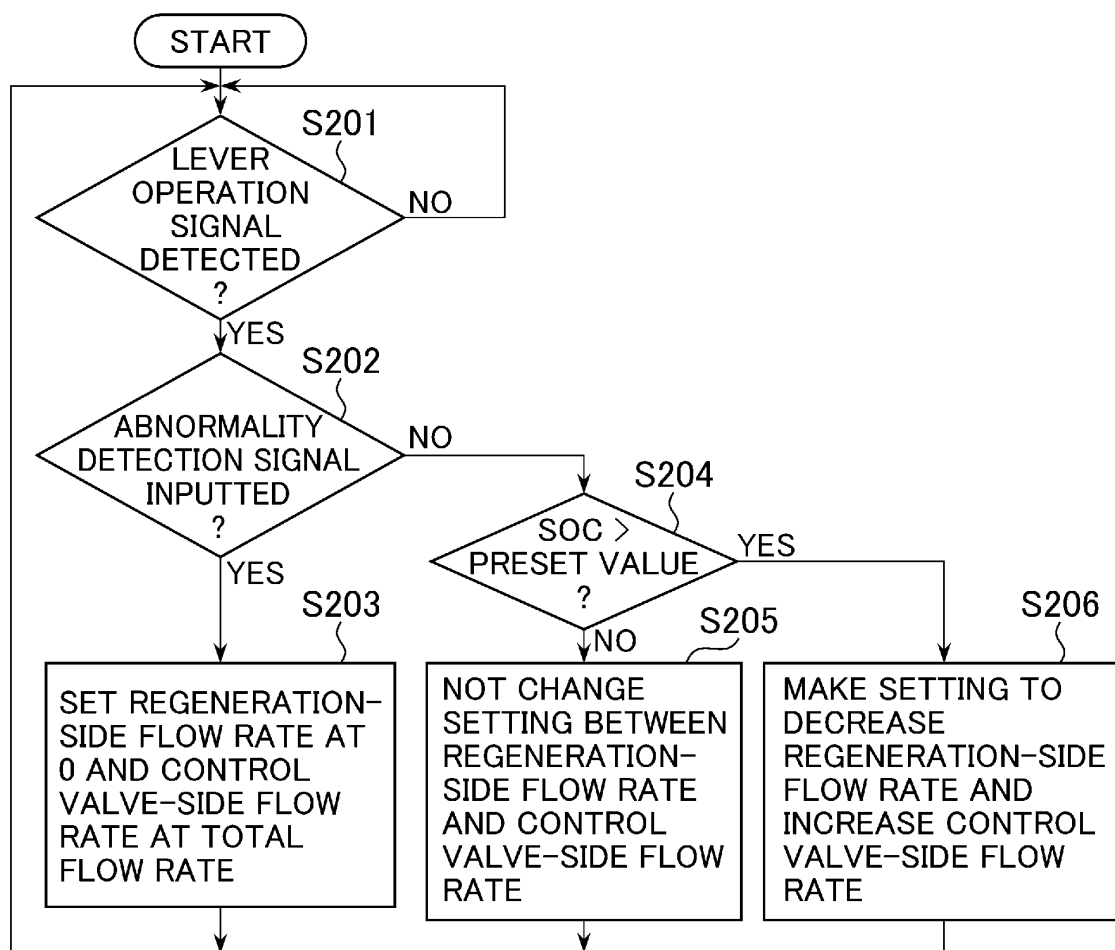 START
S201
LEVER
OPERATION
SIGNAL
DETECTED
?
NO
YES
S202
ABNORMALITY
DETECTION SIGNAL
INPUTTED
?
NO
YES
S204
SOC >
PRESET VALUE
?
YES
NO
S203
SET REGENERATION-
SIDE FLOW RATE AT
0 AND CONTROL
VALVE-SIDE FLOW
RATE AT TOTAL
FLOW RATE
S205
NOT CHANGE
SETTING BETWEEN
REGENERATION-
SIDE FLOW RATE
AND CONTROL
VALVE-SIDE FLOW
RATE
S206
MAKE SETTING TO
DECREASE
REGENERATION-SIDE
FLOW RATE AND
INCREASE CONTROL
VALVE-SIDE FLOW
RATE